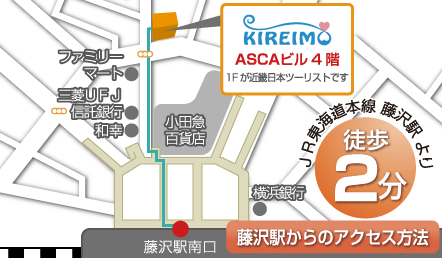 KIREIMO
ASCAビル4階
1Fが近畿日本ツーリストです
ファミリー
マート
三菱UFJ
信託銀行
和幸
小田急
百貨店
横浜銀行
JR東海道本線 藤沢駅 より
徒歩
2分
藤沢駅南口
藤沢駅からのアクセス方法